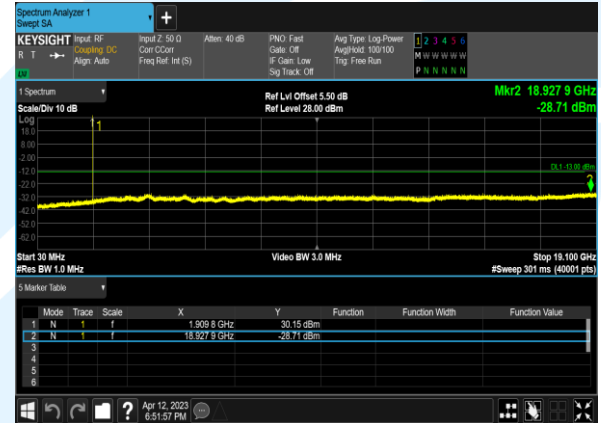 Spectrum Analyzer 1
Swept SA
KEYSIGHT Input: RF Input Z: 50 Ω Atten: 40 dB PNO: Fast Avg Type: Log-Power 1 2 3 4 5 6
R T Coupling: DC Corr CCorr Gate: Off Avg|Hold: 100/100 M W W W W W
Align: Auto Freq Ref: Int (S) IF Gain: Low Trig: Free Run
Sig Track: Off P N N N N N
1 Spectrum Ref Lvl Offset 5.50 dB Mkr2 18.927 9 GHz
Scale/Div 10 dB Ref Level 28.00 dBm -28.71 dBm
Log
18.0
8.00
-2.00
-12.0
-22.0
-32.0
-42.0
-52.0
-62.0
1
DL1 -13.00 dBm
2
Start 30 MHz Video BW 3.0 MHz Stop 19.100 GHz
#Res BW 1.0 MHz #Sweep 301 ms (40001 pts)
5 Marker Table
Mode Trace Scale X Y Function Function Width Function Value
1 N 1 f 1.909 8 GHz 30.15 dBm
2 N 1 f 18.927 9 GHz -28.71 dBm
3
4
5
6
? Apr 12, 2023
6:51:57 PM